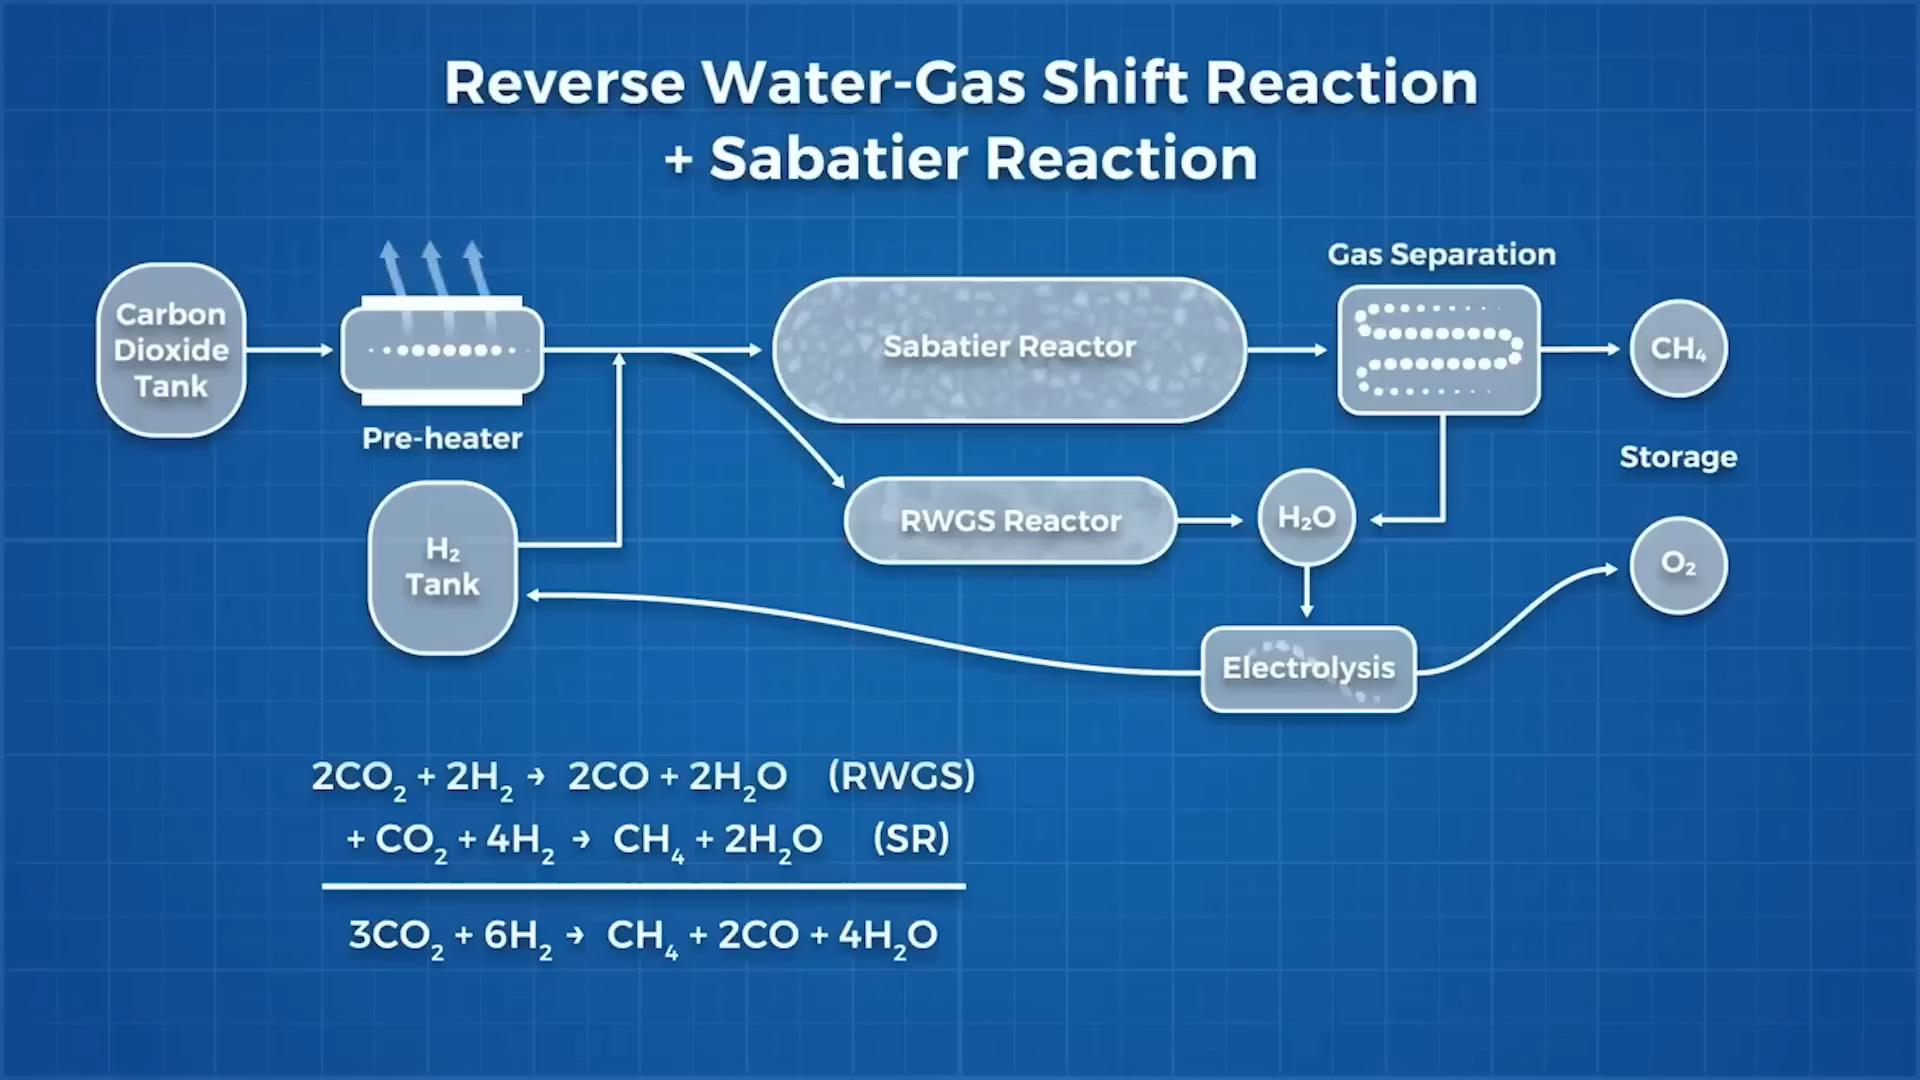 Reverse Water-Gas Shift Reaction
+ Sabatier Reaction
Carbon
Dioxide
Tank
Pre-heater
H₂
Tank
Sabatier Reactor
RWGS Reactor
Gas Separation
H₂O
Electrolysis
CH₄
Storage
O₂
2CO₂ + 2H₂ → 2CO + 2H₂O (RWGS)
+ CO₂ + 4H₂ → CH₄ + 2H₂O (SR)
3CO₂ + 6H₂ → CH₄ + 2CO + 4H₂O